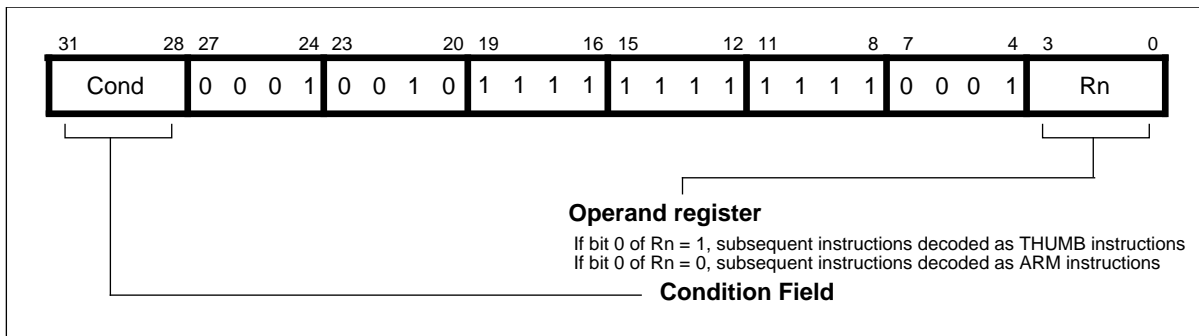 31 28 27 24 23 20 19 16 15 12 11 8 7 4 3 0
Cond 0 0 0 1 0 0 1 0 1 1 1 1 1 1 1 1 1 1 1 1 0 0 0 1 Rn
Operand register
If bit 0 of Rn = 1, subsequent instructions decoded as THUMB instructions
If bit 0 of Rn = 0, subsequent instructions decoded as ARM instructions
Condition Field